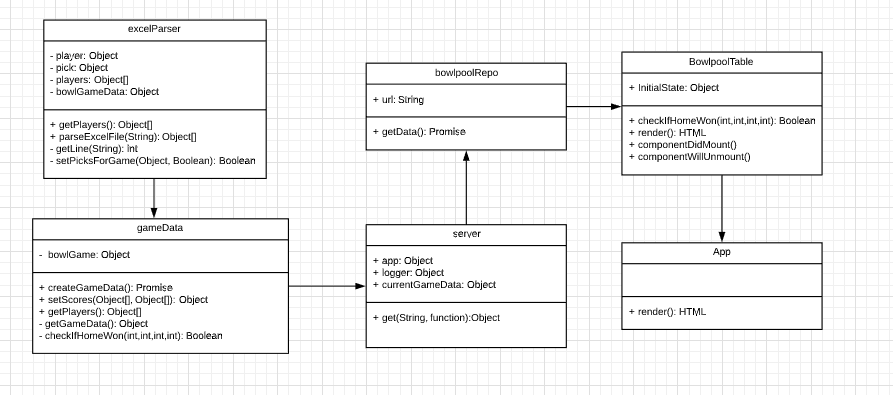 excelParser
- player: Object
- pick: Object
- players: Object[]
- bowlGameData: Object
+ getPlayers(): Object[]
+ parseExcelFile(String): Object[]
- getLine(String): Int
- setPicksForGame(Object, Boolean): Boolean
gameData
- bowlGame: Object
+ createGameData(): Promise
+ setScores(Object[], Object[]): Object
+ getPlayers(): Object[]
- getGameData(): Object
- checkIfHomeWon(int,int,int,int): Boolean
bowlpoolRepo
+ url: String
+ getData(): Promise
server
+ app: Object
+ logger: Object
+ currentGameData: Object
+ get(String, function):Object
BowlpoolTable
+ InitialState: Object
+ checkIfHomeWon(int,int,int,int): Boolean
+ render(): HTML
+ componentDidMount()
+ componentWillUnmount()
App
+ render(): HTML